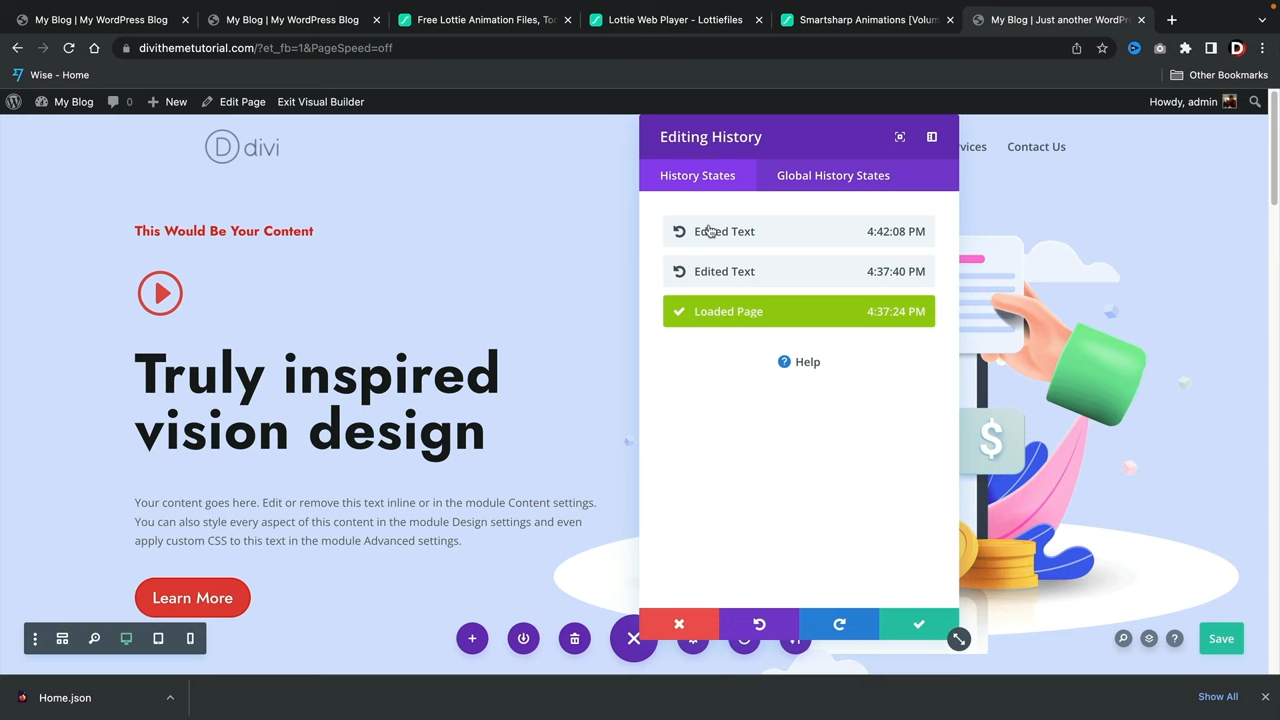 My Blog | My WordPress Blog
My Blog | My WordPress Blog
Free Lottie Animation Files, Too
Lottie Web Player - Lottiefiles
Smartsharp Animations [Volum
My Blog | Just another WordPr
divithemetutorial.com/?et_fb=1&PageSpeed=off
D
Wise - Home
Other Bookmarks
My Blog
0
New
Edit Page
Exit Visual Builder
Howdy, admin
D divi
vices
Contact Us
Editing History
History States
Global History States
Edited Text 4:42:08 PM
Edited Text 4:37:40 PM
Loaded Page 4:37:24 PM
? Help
This Would Be Your Content
Truly inspired
vision design
Your content goes here. Edit or remove this text inline or in the module Content settings.
You can also style every aspect of this content in the module Design settings and even
apply custom CSS to this text in the module Advanced settings.
Learn More
$
?
Save
Home.json
Show All